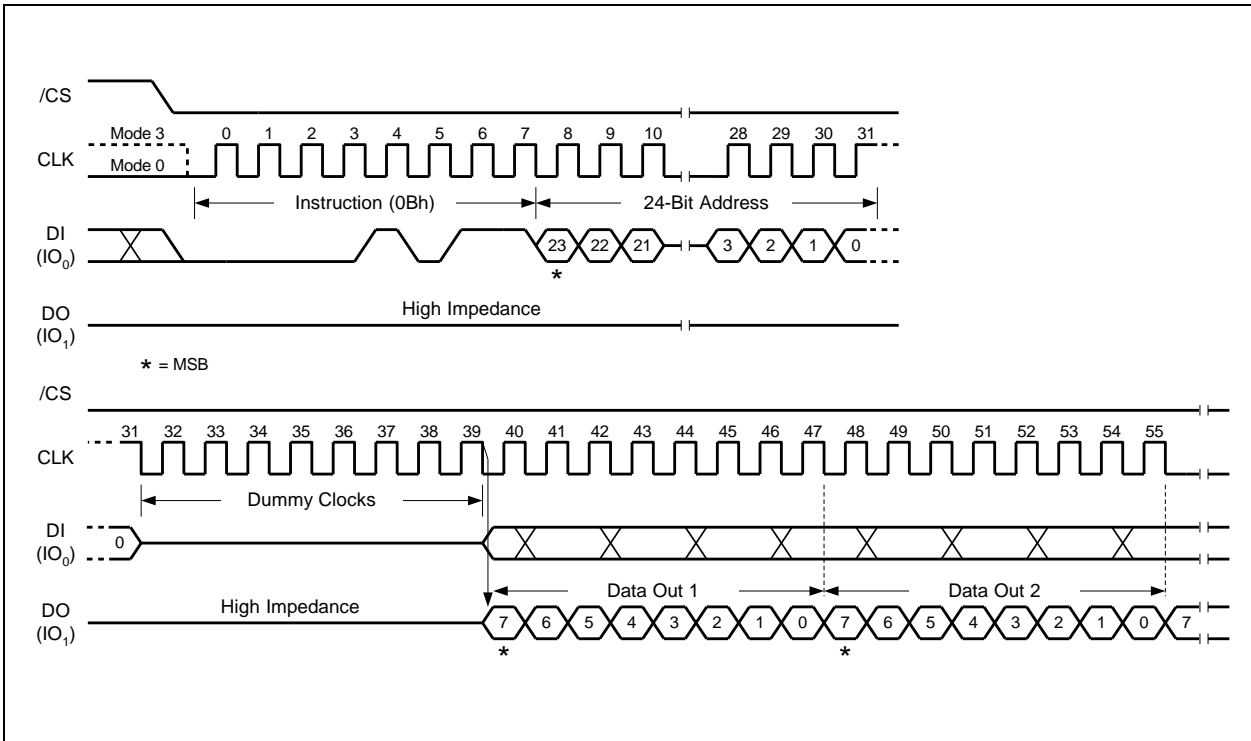 /CS
Mode 3
0 1 2 3 4 5 6 7 8 9 10 28 29 30 31
CLK
Mode 0
Instruction (0Bh) 24-Bit Address
DI
(IO0)
23 22 21 3 2 1 0
*
High Impedance
DO
(IO1)
* = MSB
/CS
31 32 33 34 35 36 37 38 39 40 41 42 43 44 45 46 47 48 49 50 51 52 53 54 55
CLK
Dummy Clocks
DI
(IO0)
0
Data Out 1 Data Out 2
High Impedance
DO
(IO1)
7 6 5 4 3 2 1 0 7 6 5 4 3 2 1 0 7
* *